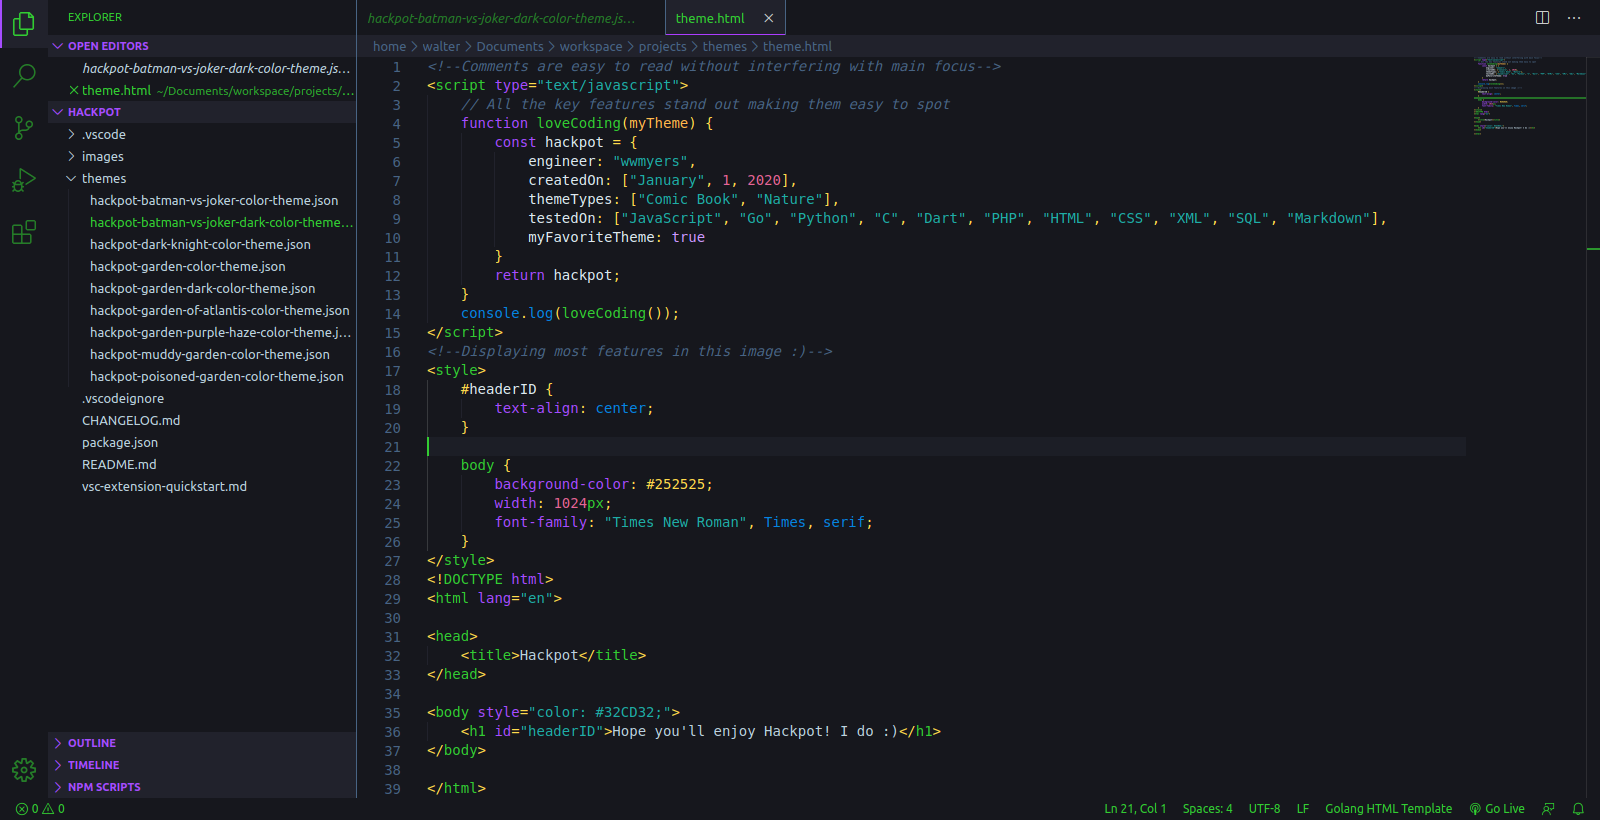 EXPLORER
OPEN EDITORS
hackpot-batman-vs-joker-dark-color-theme.js...
theme.html ~/Documents/workspace/projects/...
HACKPOT
.vscode
images
themes
hackpot-batman-vs-joker-color-theme.json
hackpot-batman-vs-joker-dark-color-theme...
hackpot-dark-knight-color-theme.json
hackpot-garden-color-theme.json
hackpot-garden-dark-color-theme.json
hackpot-garden-of-atlantis-color-theme.json
hackpot-garden-purple-haze-color-theme.j...
hackpot-muddy-garden-color-theme.json
hackpot-poisoned-garden-color-theme.json
.vscodeignore
CHANGELOG.md
package.json
README.md
vsc-extension-quickstart.md
OUTLINE
TIMELINE
NPM SCRIPTS
hackpot-batman-vs-joker-dark-color-theme.js...
theme.html
home > walter > Documents > workspace > projects > themes > theme.html
1 <!--Comments are easy to read without interfering with main focus-->
2 <script type="text/javascript">
3 // All the key features stand out making them easy to spot
4 function loveCoding(myTheme) {
5 const hackpot = {
6 engineer: "wwmyers",
7 createdOn: ["January", 1, 2020],
8 themeTypes: ["Comic Book", "Nature"],
9 testedOn: ["JavaScript", "Go", "Python", "C", "Dart", "PHP", "HTML", "CSS", "XML", "SQL", "Markdown"],
10 myFavoriteTheme: true
11 }
12 return hackpot;
13 }
14 console.log(loveCoding());
15 </script>
16 <!--Displaying most features in this image :)-->
17 <style>
18 #headerID {
19 text-align: center;
20 }
21
22 body {
23 background-color: #252525;
24 width: 1024px;
25 font-family: "Times New Roman", Times, serif;
26 }
27 </style>
28 <!DOCTYPE html>
29 <html lang="en">
30
31 <head>
32 <title>Hackpot</title>
33 </head>
34
35 <body style="color: #32CD32;">
36 <h1 id="headerID">Hope you'll enjoy Hackpot! I do :)</h1>
37 </body>
38
39 </html>
0 0
Ln 21, Col 1 Spaces: 4 UTF-8 LF Golang HTML Template Go Live